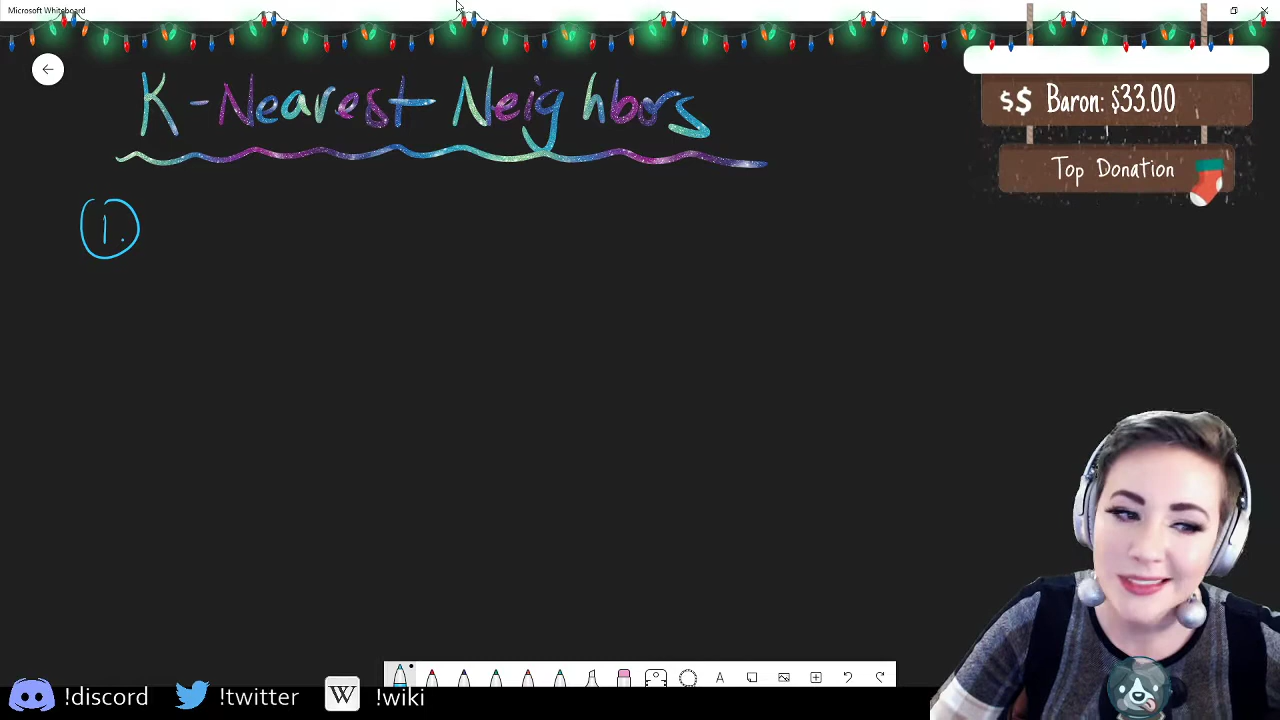 Microsoft Whiteboard
K-Nearest Neighbors
$$ Baron: $33.00
Top Donation
1.
A
W
!discord
!twitter
!wiki